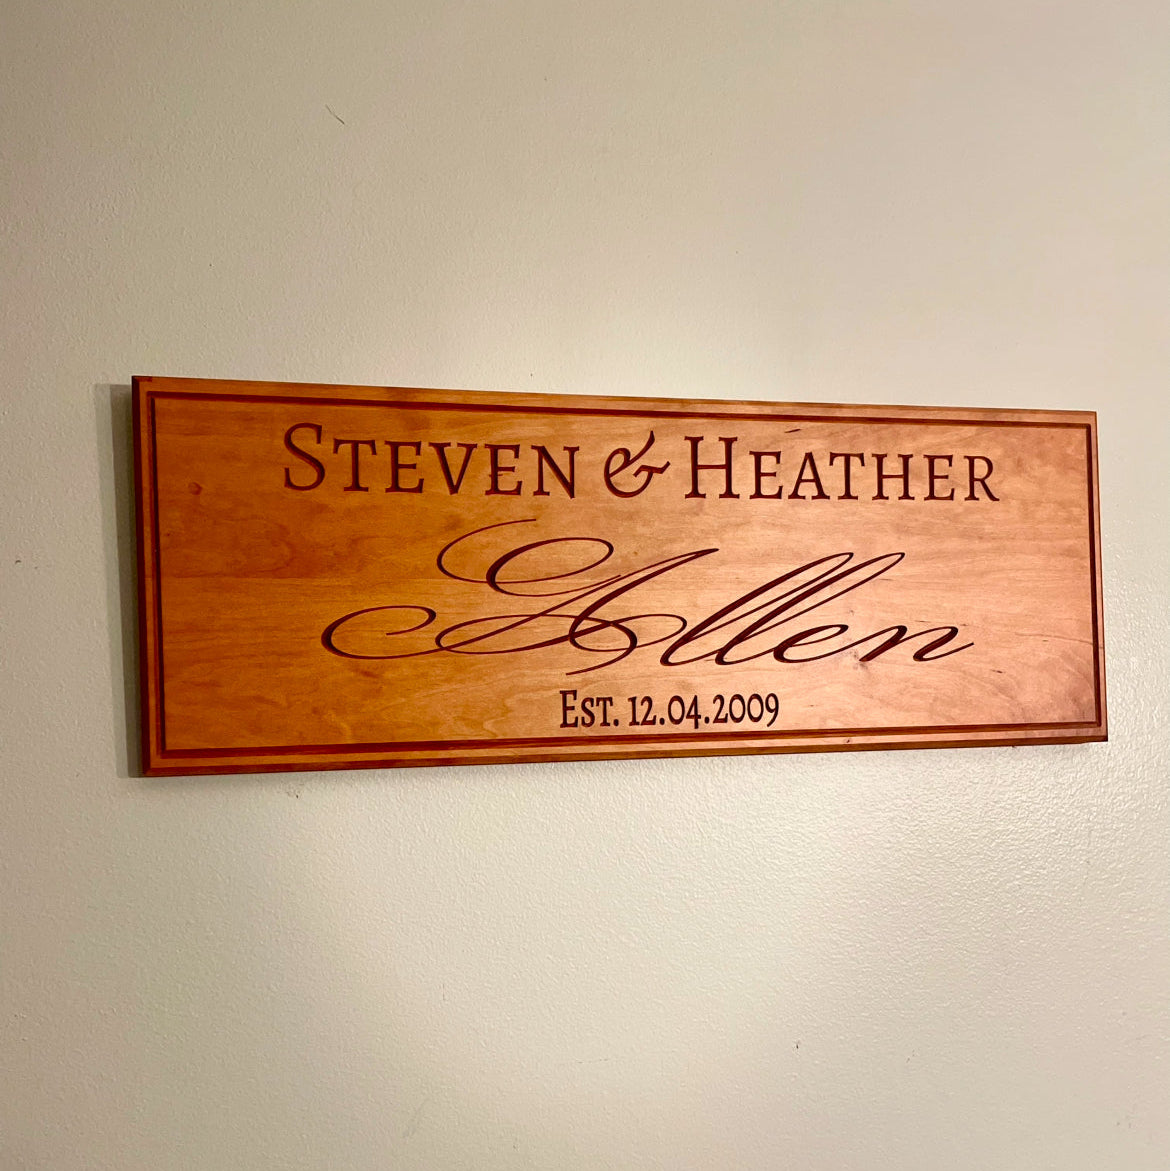 STEVEN & HEATHER
Allen
EST. 12.04.2009